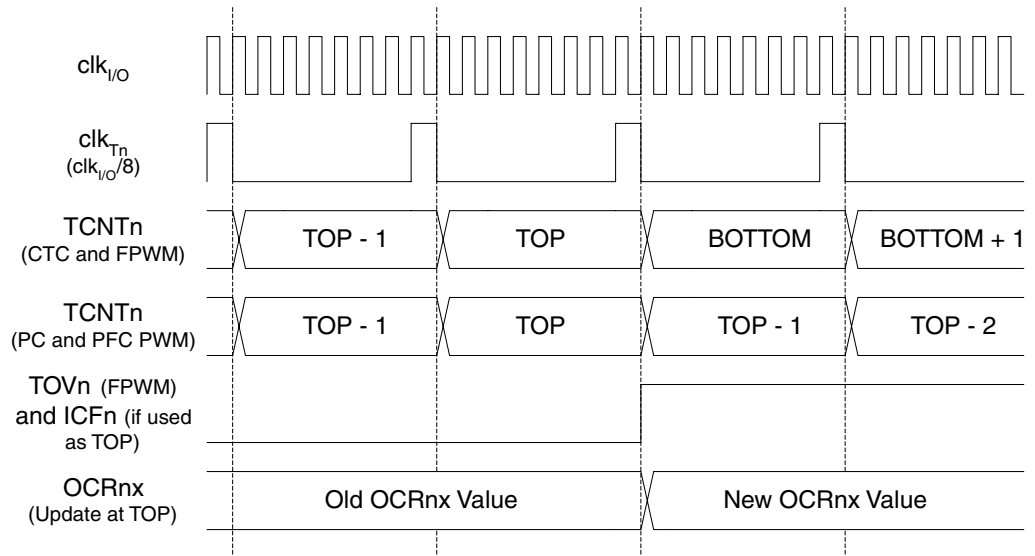 clkI/O
clkTn
(clkI/O/8)
TCNTn
(CTC and FPWM)
TOP - 1
TOP
BOTTOM
BOTTOM + 1
TCNTn
(PC and PFC PWM)
TOP - 1
TOP
TOP - 1
TOP - 2
TOVn (FPWM)
and ICFn (if used
as TOP)
OCRnx
(Update at TOP)
Old OCRnx Value
New OCRnx Value